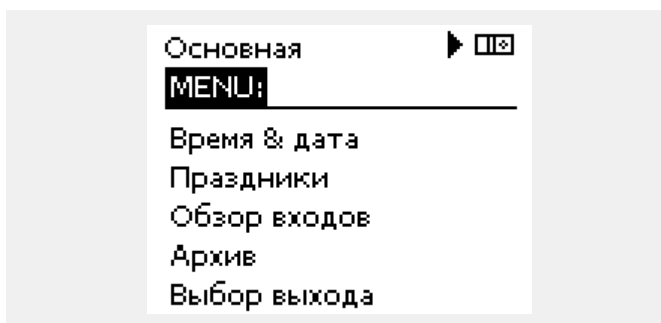 Основная
MENU:
Время & дата
Праздники
Обзор входов
Архив
Выбор выхода